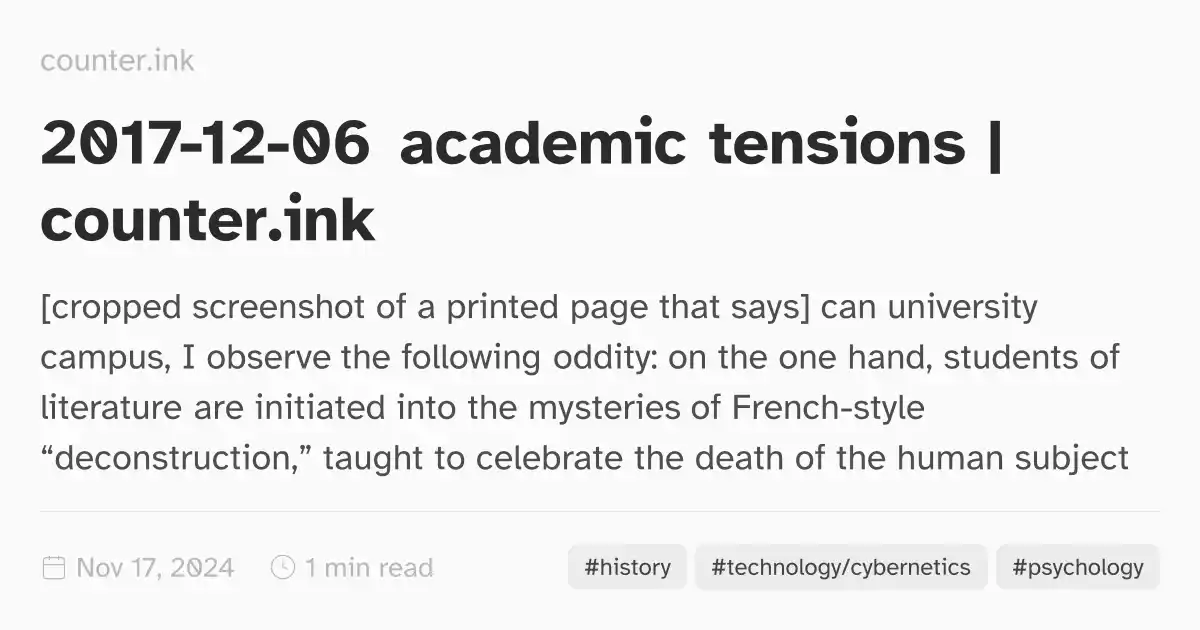 counter.ink
2017-12-06 academic tensions |
counter.ink
[cropped screenshot of a printed page that says] can university
campus, I observe the following oddity: on the one hand, students of
literature are initiated into the mysteries of French-style
“deconstruction,” taught to celebrate the death of the human subject
Nov 17, 2024 1 min read #history #technology/cybernetics #psychology